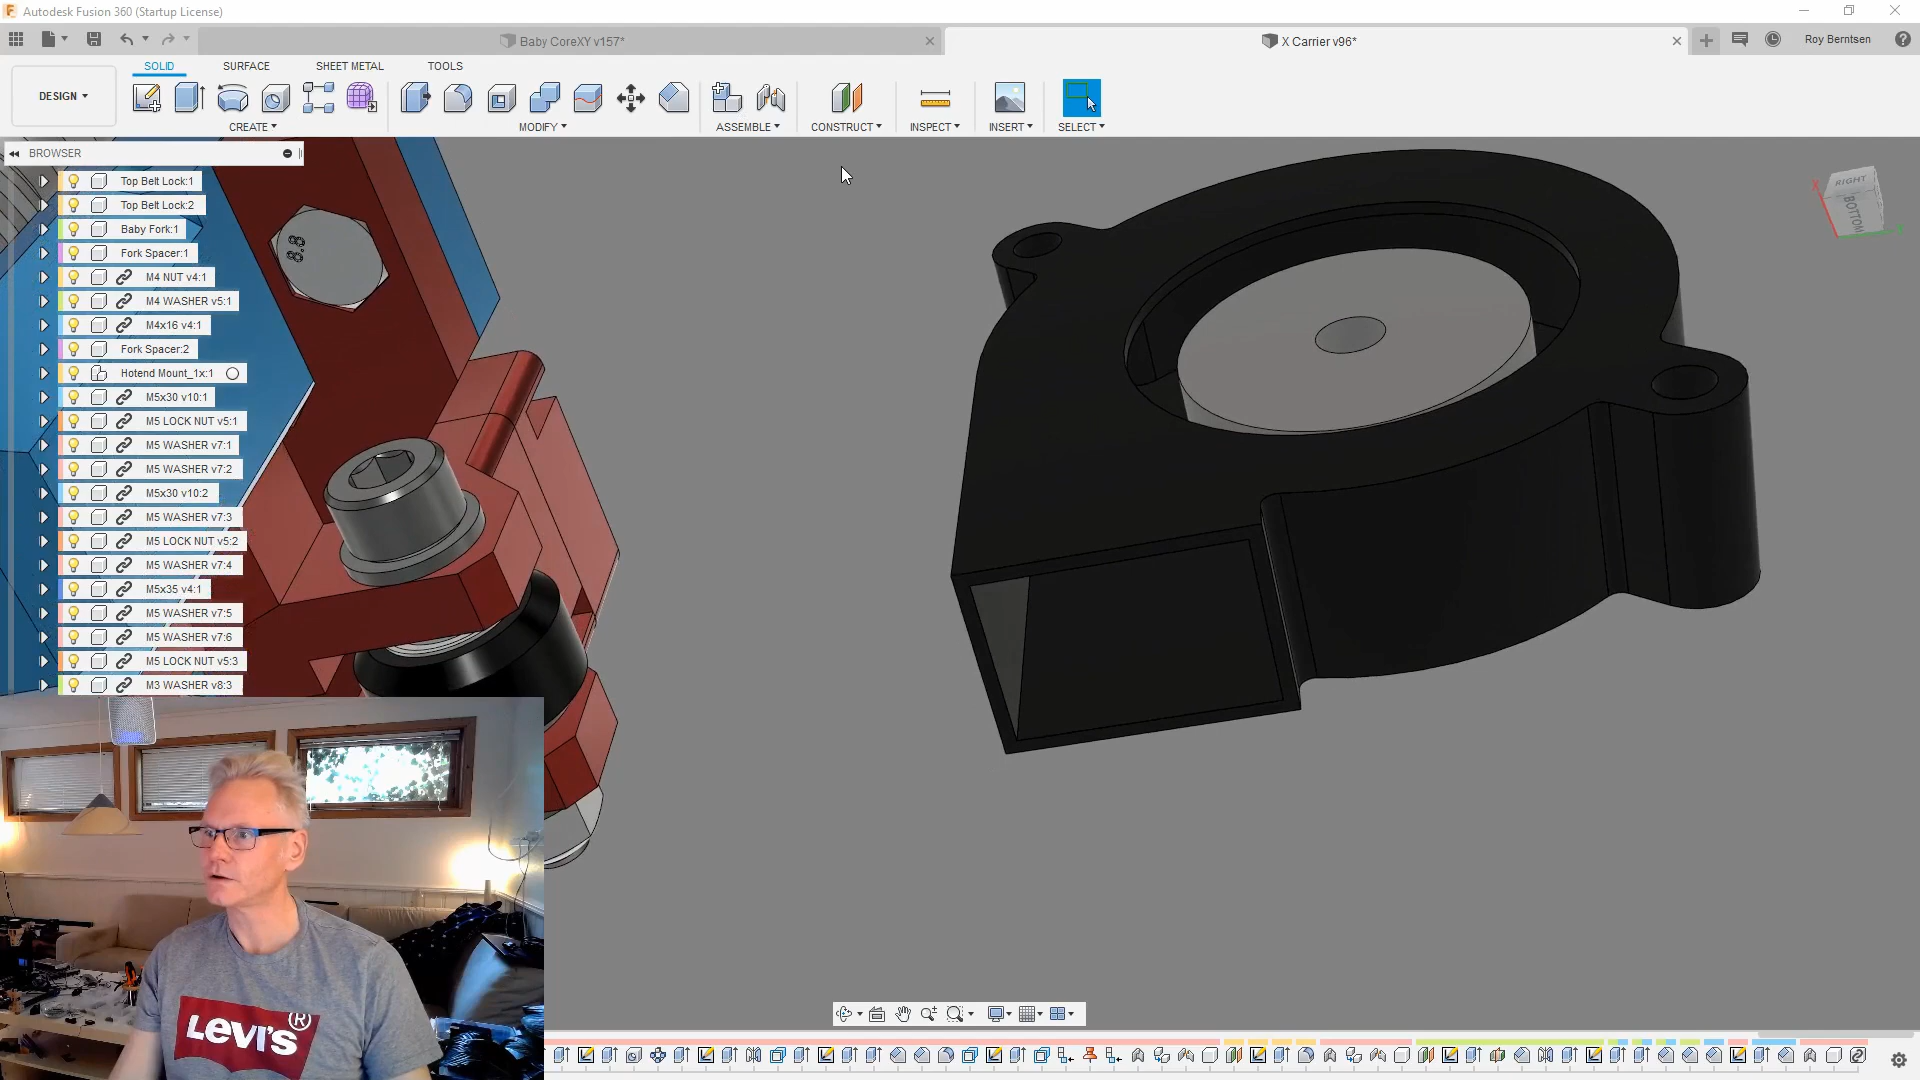 Autodesk Fusion 360 (Startup License)
Baby CoreXY v157*
X Carrier v96*
Roy Berntsen
DESIGN
SOLID
SURFACE
SHEET METAL
TOOLS
CREATE
MODIFY
ASSEMBLE
CONSTRUCT
INSPECT
INSERT
SELECT
BROWSER
Top Belt Lock:1
Top Belt Lock:2
Baby Fork:1
Fork Spacer:1
M4 NUT v4:1
M4 WASHER v5:1
M4x16 v4:1
Fork Spacer:2
Hotend Mount_1x:1
M5x30 v10:1
M5 LOCK NUT v5:1
M5 WASHER v7:1
M5 WASHER v7:2
M5x30 v10:2
M5 WASHER v7:3
M5 LOCK NUT v5:2
M5 WASHER v7:4
M5x35 v4:1
M5 WASHER v7:5
M5 WASHER v7:6
M5 LOCK NUT v5:3
M3 WASHER v8:3
8.8
RIGHT
BOTTOM
X
Levi's®